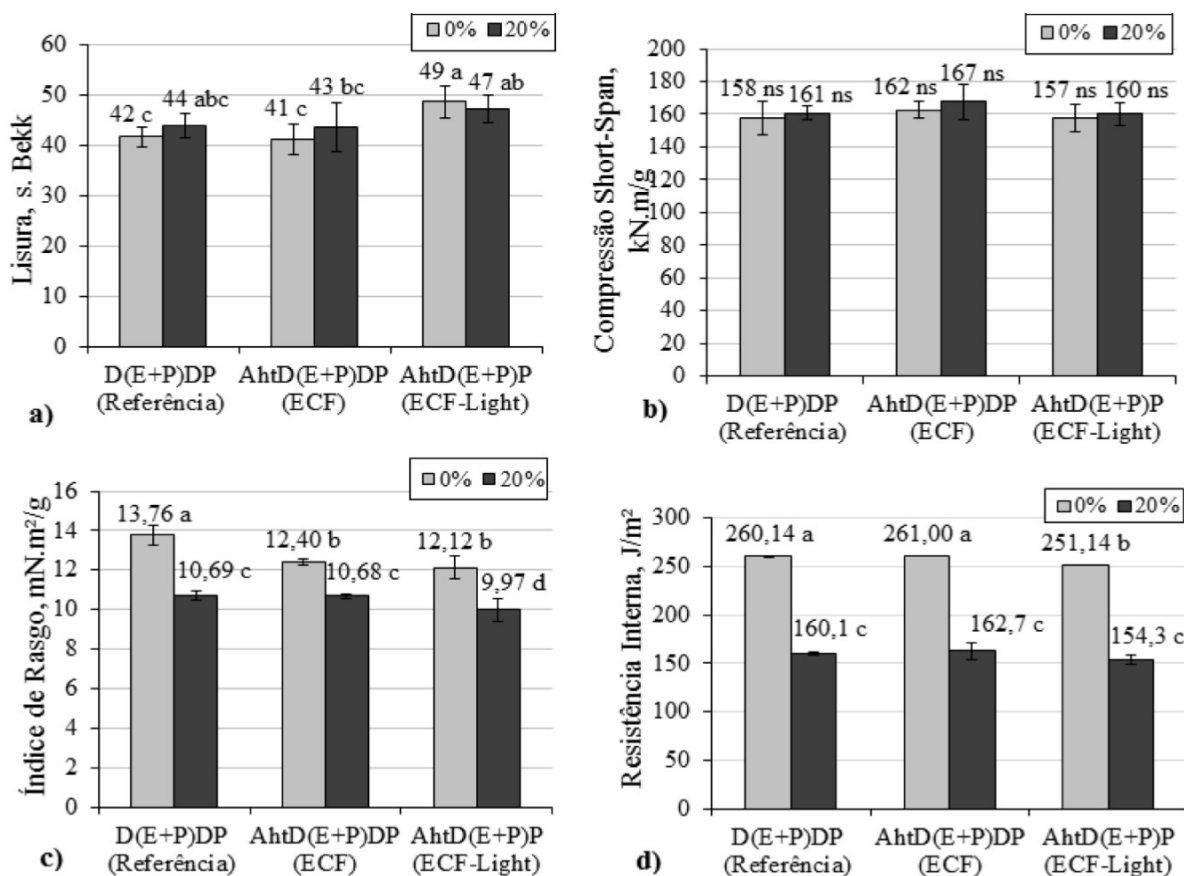 0% 20%
Lisura, s. Bekk
60
50
40
30
20
10
0
42 c
44 abc
41 c
43 bc
49 a
47 ab
D(E+P)DP AhtD(E+P)DP AhtD(E+P)P
(Referência) (ECF) (ECF-Light)
a)
0% 20%
Compressão Short-Span,
kN.m/g
200
180
160
140
120
100
80
60
40
20
0
158 ns
161 ns
162 ns
167 ns
157 ns
160 ns
D(E+P)DP AhtD(E+P)DP AhtD(E+P)P
(Referência) (ECF) (ECF-Light)
b)
0% 20%
Índice de Rasgo, mN.m²/g
16
14
12
10
8
6
4
2
0
13,76 a
10,69 c
12,40 b
10,68 c
12,12 b
9,97 d
D(E+P)DP AhtD(E+P)DP AhtD(E+P)P
(Referência) (ECF) (ECF-Light)
c)
0% 20%
Resistência Interna, J/m²
300
250
200
150
100
50
0
260,14 a
160,1 c
261,00 a
162,7 c
251,14 b
154,3 c
D(E+P)DP AhtD(E+P)DP AhtD(E+P)P
(Referência) (ECF) (ECF-Light)
d)